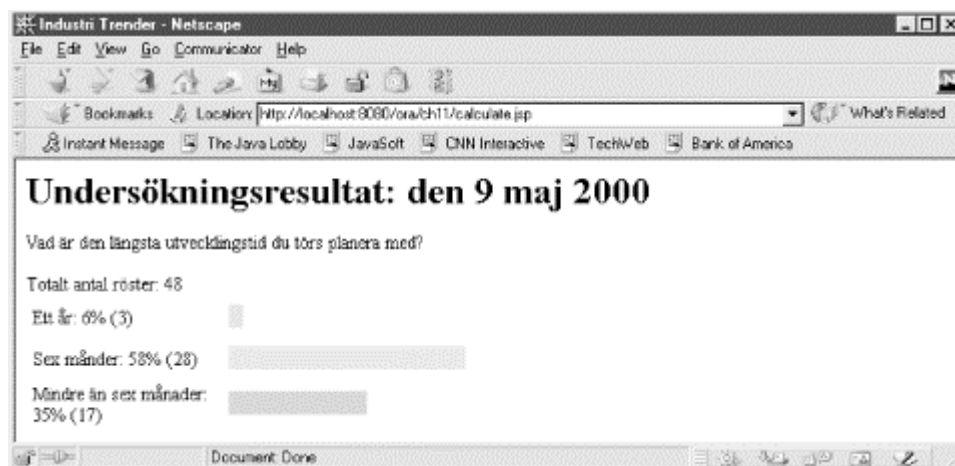 Industri Trender - Netscape
File Edit View Go Communicator Help
Bookmarks Location: http://localhost:8080/ora/ch11/calculate.jsp What's Related
Instant Message The Java Lobby JavaSoft CNN Interactive TechWeb Bank of America
Undersökningsresultat: den 9 maj 2000
Vad är den längsta utvecklingstid du törs planera med?
Totalt antal röster: 48
Ett år: 6% (3)
Sex månder: 58% (28)
Mindre än sex månader:
35% (17)
Document: Done